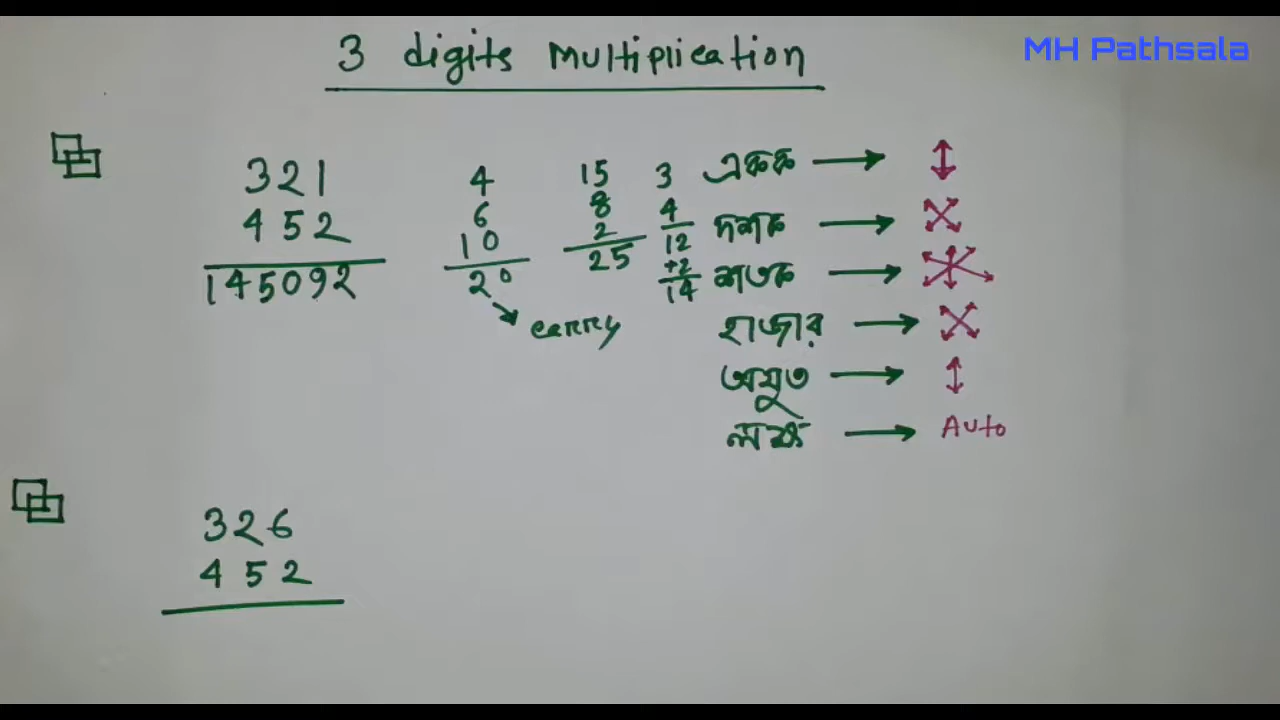 MH Pathsala
3 digits multiplication
321
452
145092
4
6
10
20
carry
15
8
2
25
3
4
12
+2
14
একক →
দশক →
শতক →
হাজার →
অযুত →
লক্ষ → Auto
326
452